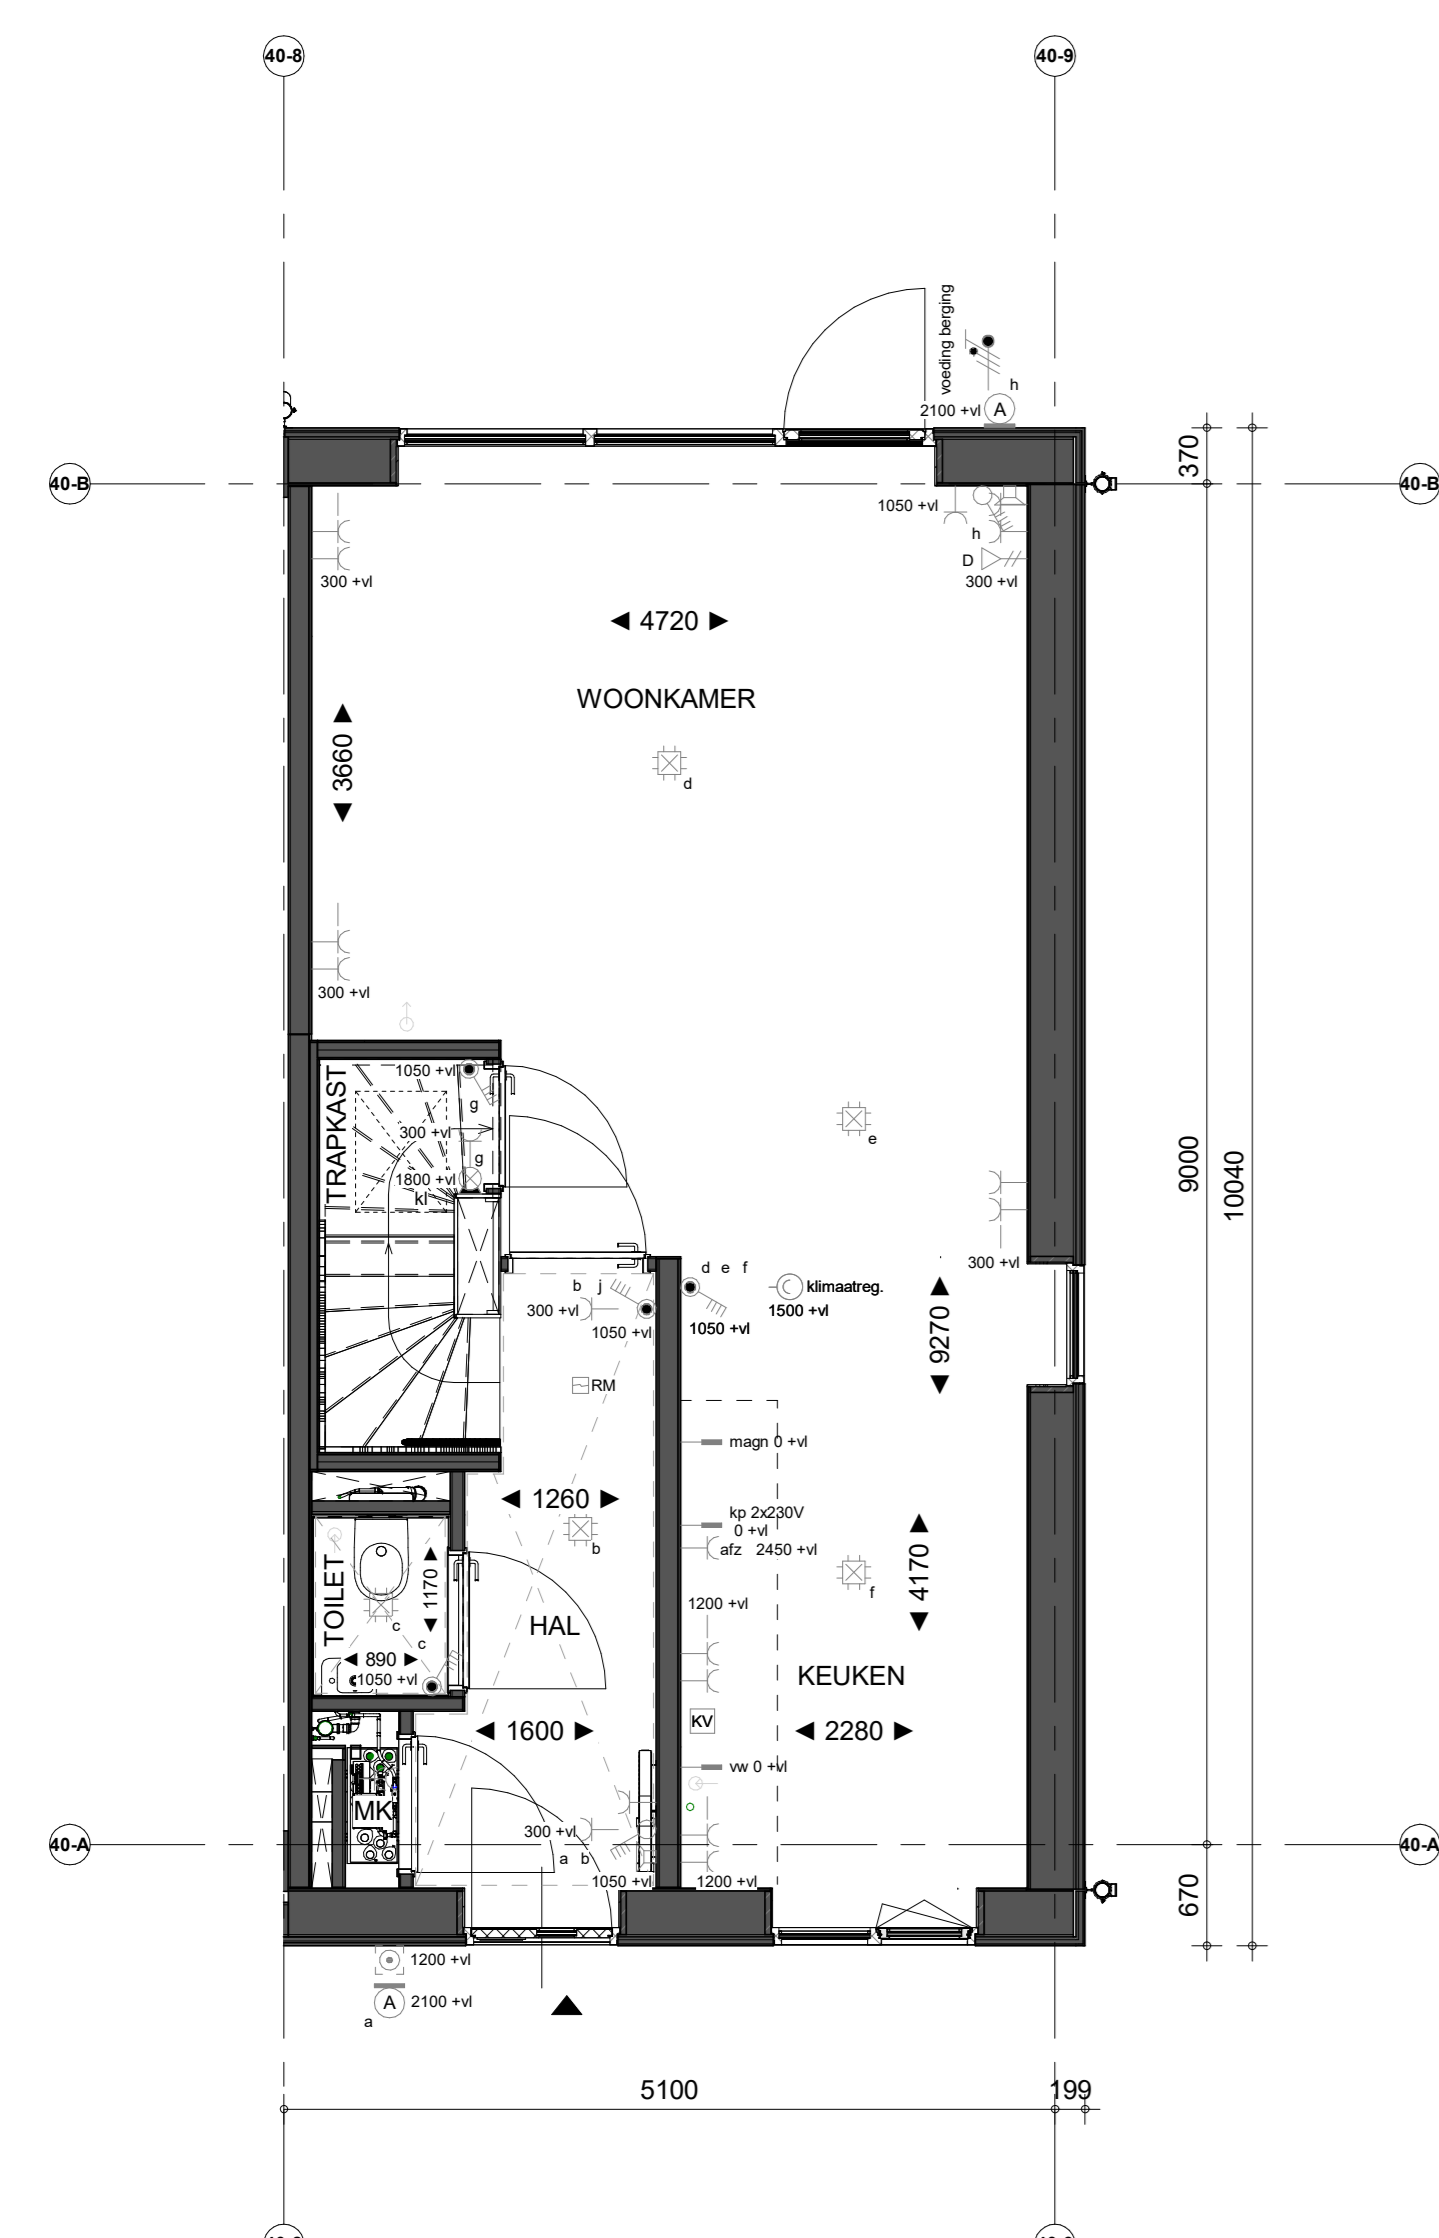 40-8
40-9
voeding berging
h
2100 +vl
A
370
40-B
40-B
1050 +vl
h
D
300 +vl
300 +vl
4720
WOONKAMER
3660
d
300 +vl
TRAPKAST
1050 +vl
g
300 +vl
g
1800 +vl
kl
e
9000
10040
300 +vl
d e f
b j
klimaatreg.
300 +vl
1500 +vl
1050 +vl
1050 +vl
9270
RM
magn 0 +vl
1260
kp 2x230V
0 +vl
afz 2450 +vl
b
4170
f
TOILET
1170
1200 +vl
c
HAL
c
890
1050 +vl
KEUKEN
KV
1600
2280
vw 0 +vl
MK
300 +vl
40-A
40-A
a b
1050 +vl
1200 +vl
670
1200 +vl
A
2100 +vl
a
5100
199